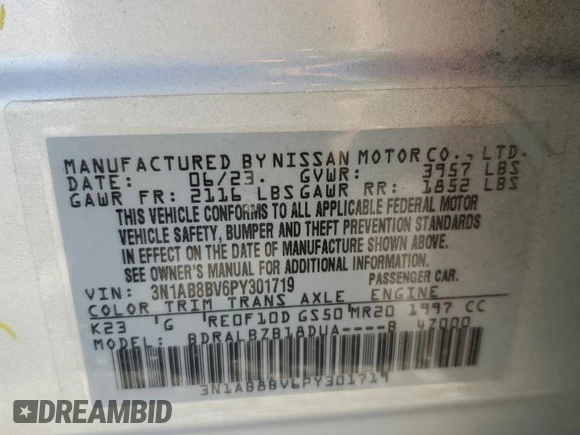 MANUFACTURED BY NISSAN MOTOR CO., LTD.
DATE: 06/23. GVWR: 3957 LBS
GAWR FR: 2116 LBS GAWR RR: 1852 LBS
THIS VEHICLE CONFORMS TO ALL APPLICABLE FEDERAL MOTOR
VEHICLE SAFETY, BUMPER AND THEFT PREVENTION STANDARDS
IN EFFECT ON THE DATE OF MANUFACTURE SHOWN ABOVE.
SEE OWNER'S MANUAL FOR ADDITIONAL INFORMATION.
VIN: 3N1AB8BV6PY301719 PASSENGER CAR.
COLOR TRIM TRANS AXLE ENGINE
K23 'G RE0F10D GS50 MR20 1997 CC
MODEL: BDRALBZB18DUA----B 47000
3N1AB8BV6PY301719
DREAMBID